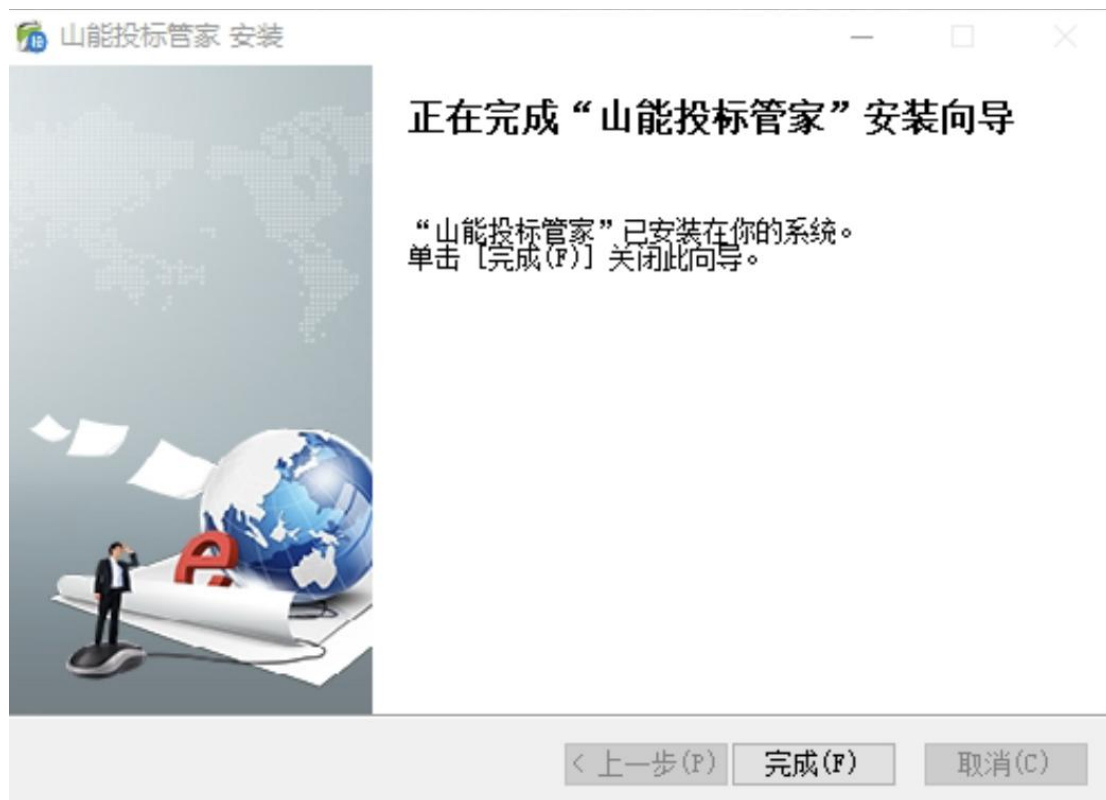 山能投标管家 安装
正在完成“山能投标管家”安装向导
“山能投标管家”已安装在你的系统。
单击 [完成(F)] 关闭此向导。
e
< 上一步(P)
完成(F)
取消(C)